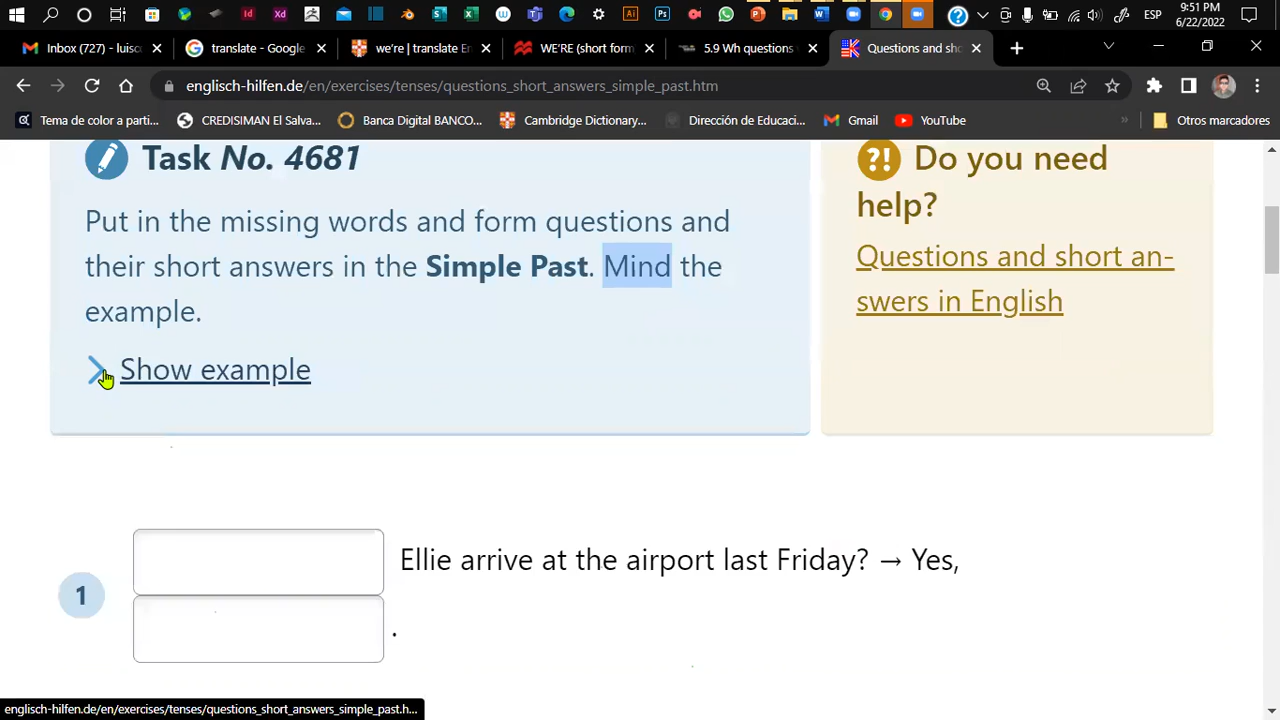 ESP
9:51 PM
6/22/2022
Inbox (727) - luisc
translate - Google
we're | translate En
WE'RE (short form
5.9 Wh questions
Questions and sho
englisch-hilfen.de/en/exercises/tenses/questions_short_answers_simple_past.htm
Tema de color a parti...
CREDISIMAN El Salva...
Banca Digital BANCO...
Cambridge Dictionary...
Dirección de Educaci...
Gmail
YouTube
Otros marcadores
Task No. 4681
Put in the missing words and form questions and
their short answers in the Simple Past. Mind the
example.
Show example
?! Do you need
help?
Questions and short an-
swers in English
1
Ellie arrive at the airport last Friday? → Yes,
.
englisch-hilfen.de/en/exercises/tenses/questions_short_answers_simple_past.h...